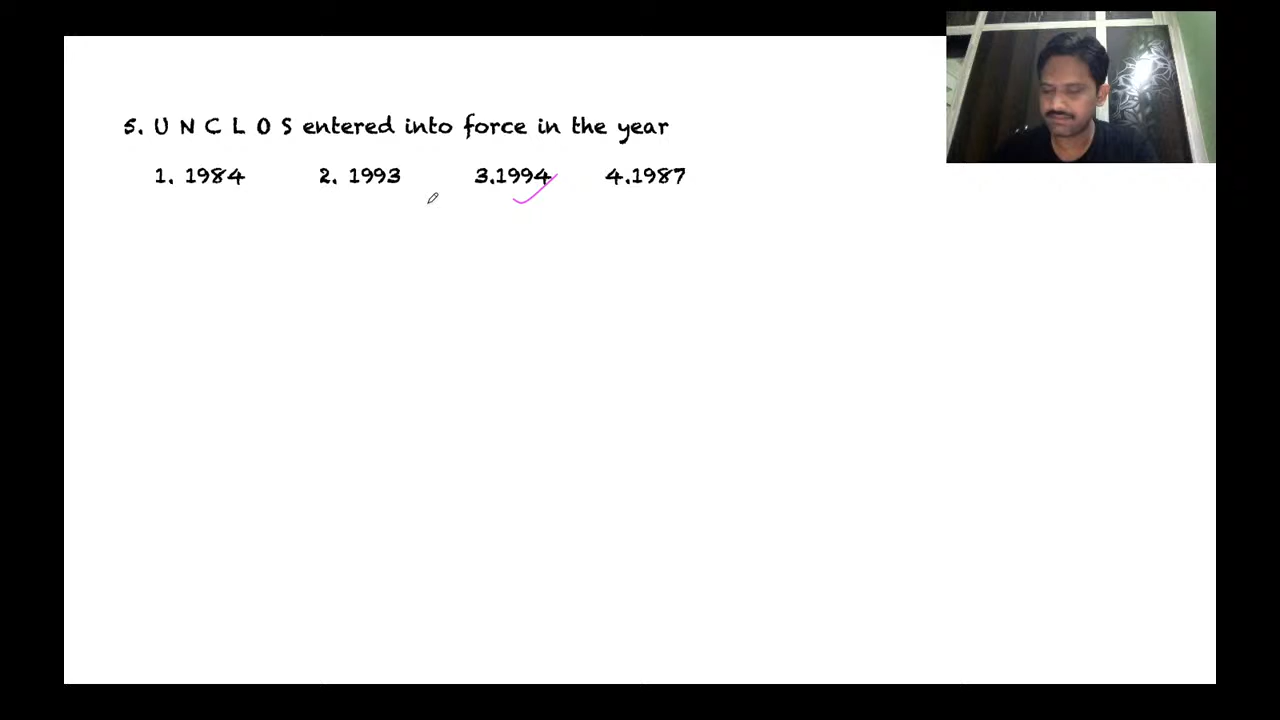 5. U N C L O S entered into force in the year
1. 1984 2. 1993 3.1994 4.1987